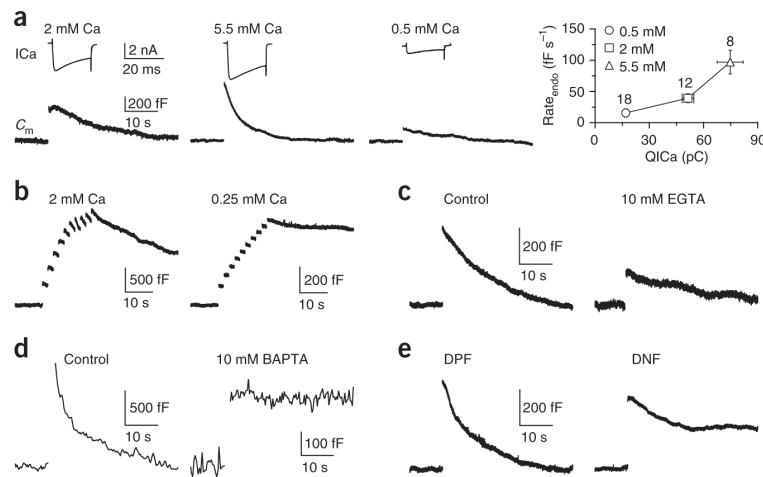 a
2 mM Ca
5.5 mM Ca
0.5 mM Ca
ICa
2 nA
20 ms
200 fF
10 s
Cm
Rateendo (fF s−1)
150
100
50
25
0
0.5 mM
2 mM
5.5 mM
18
12
8
0 30 60 90
QICa (pC)
b
2 mM Ca
0.25 mM Ca
500 fF
10 s
200 fF
10 s
c
Control
10 mM EGTA
200 fF
10 s
d
Control
10 mM BAPTA
500 fF
10 s
100 fF
10 s
e
DPF
DNF
200 fF
10 s